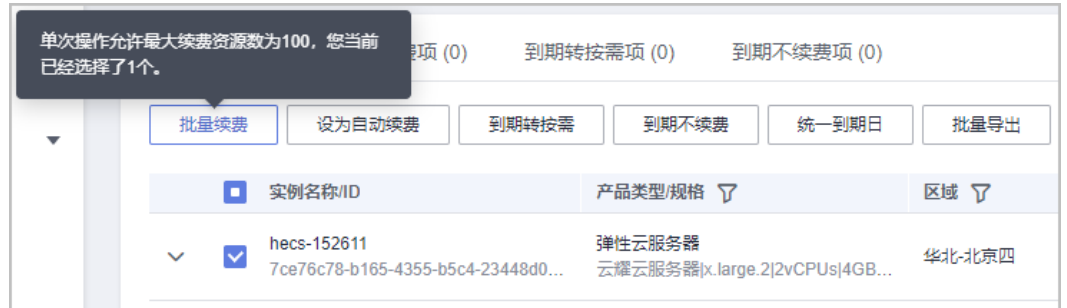 单次操作允许最大续费资源数为100，您当前
已经选择了1个。
费项 (0) 到期转按需项 (0) 到期不续费项 (0)
批量续费 设为自动续费 到期转按需 到期不续费 统一到期日 批量导出
实例名称/ID 产品类型/规格 区域
hecs-152611 弹性云服务器
7ce76c78-b165-4355-b5c4-23448d0... 云耀云服务器|x.large.2|2vCPUs|4GB... 华北-北京四